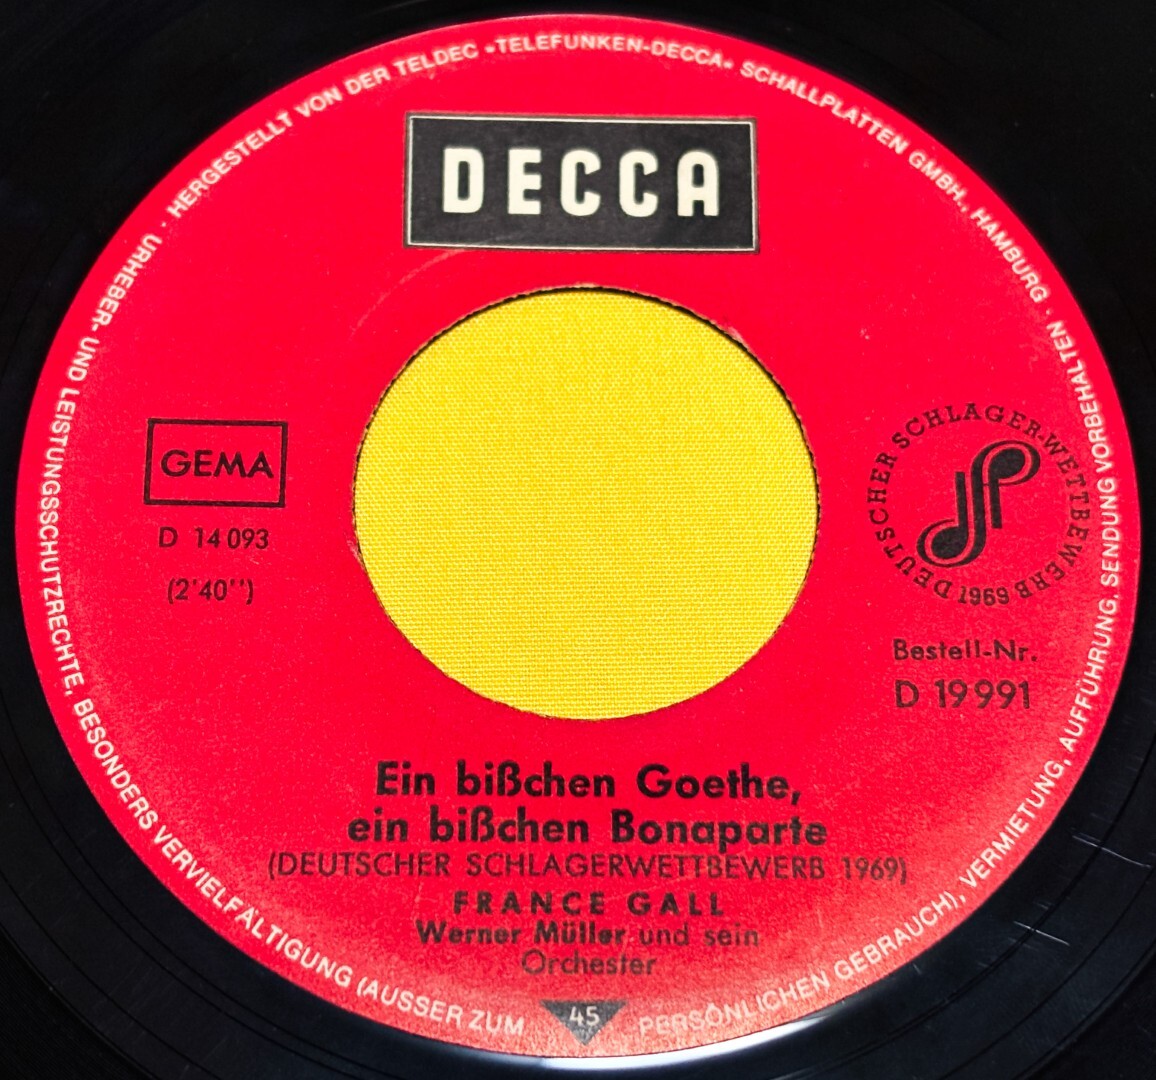 HERGESTELLT VON DER TELDEC »TELEFUNKEN-DECCA« SCHALLPLATTEN GMBH., HAMBURG ·
DECCA
GEMA
D 14 093
(2'40'')
DEUTSCHER SCHLAGER-WETTBEWERB 1969
Bestell-Nr.
D 19 991
Ein bißchen Goethe,
ein bißchen Bonaparte
(DEUTSCHER SCHLAGERWETTBEWERB 1969)
FRANCE GALL
Werner Müller und sein
Orchester
45
URHEBER- UND LEISTUNGSSCHUTZRECHTE, BESONDERS VERVIELFÄLTIGUNG (AUSSER ZUM PERSÖNLICHEN GEBRAUCH), VERMIETUNG, AUFFÜHRUNG, SENDUNG VORBEHALTEN ·